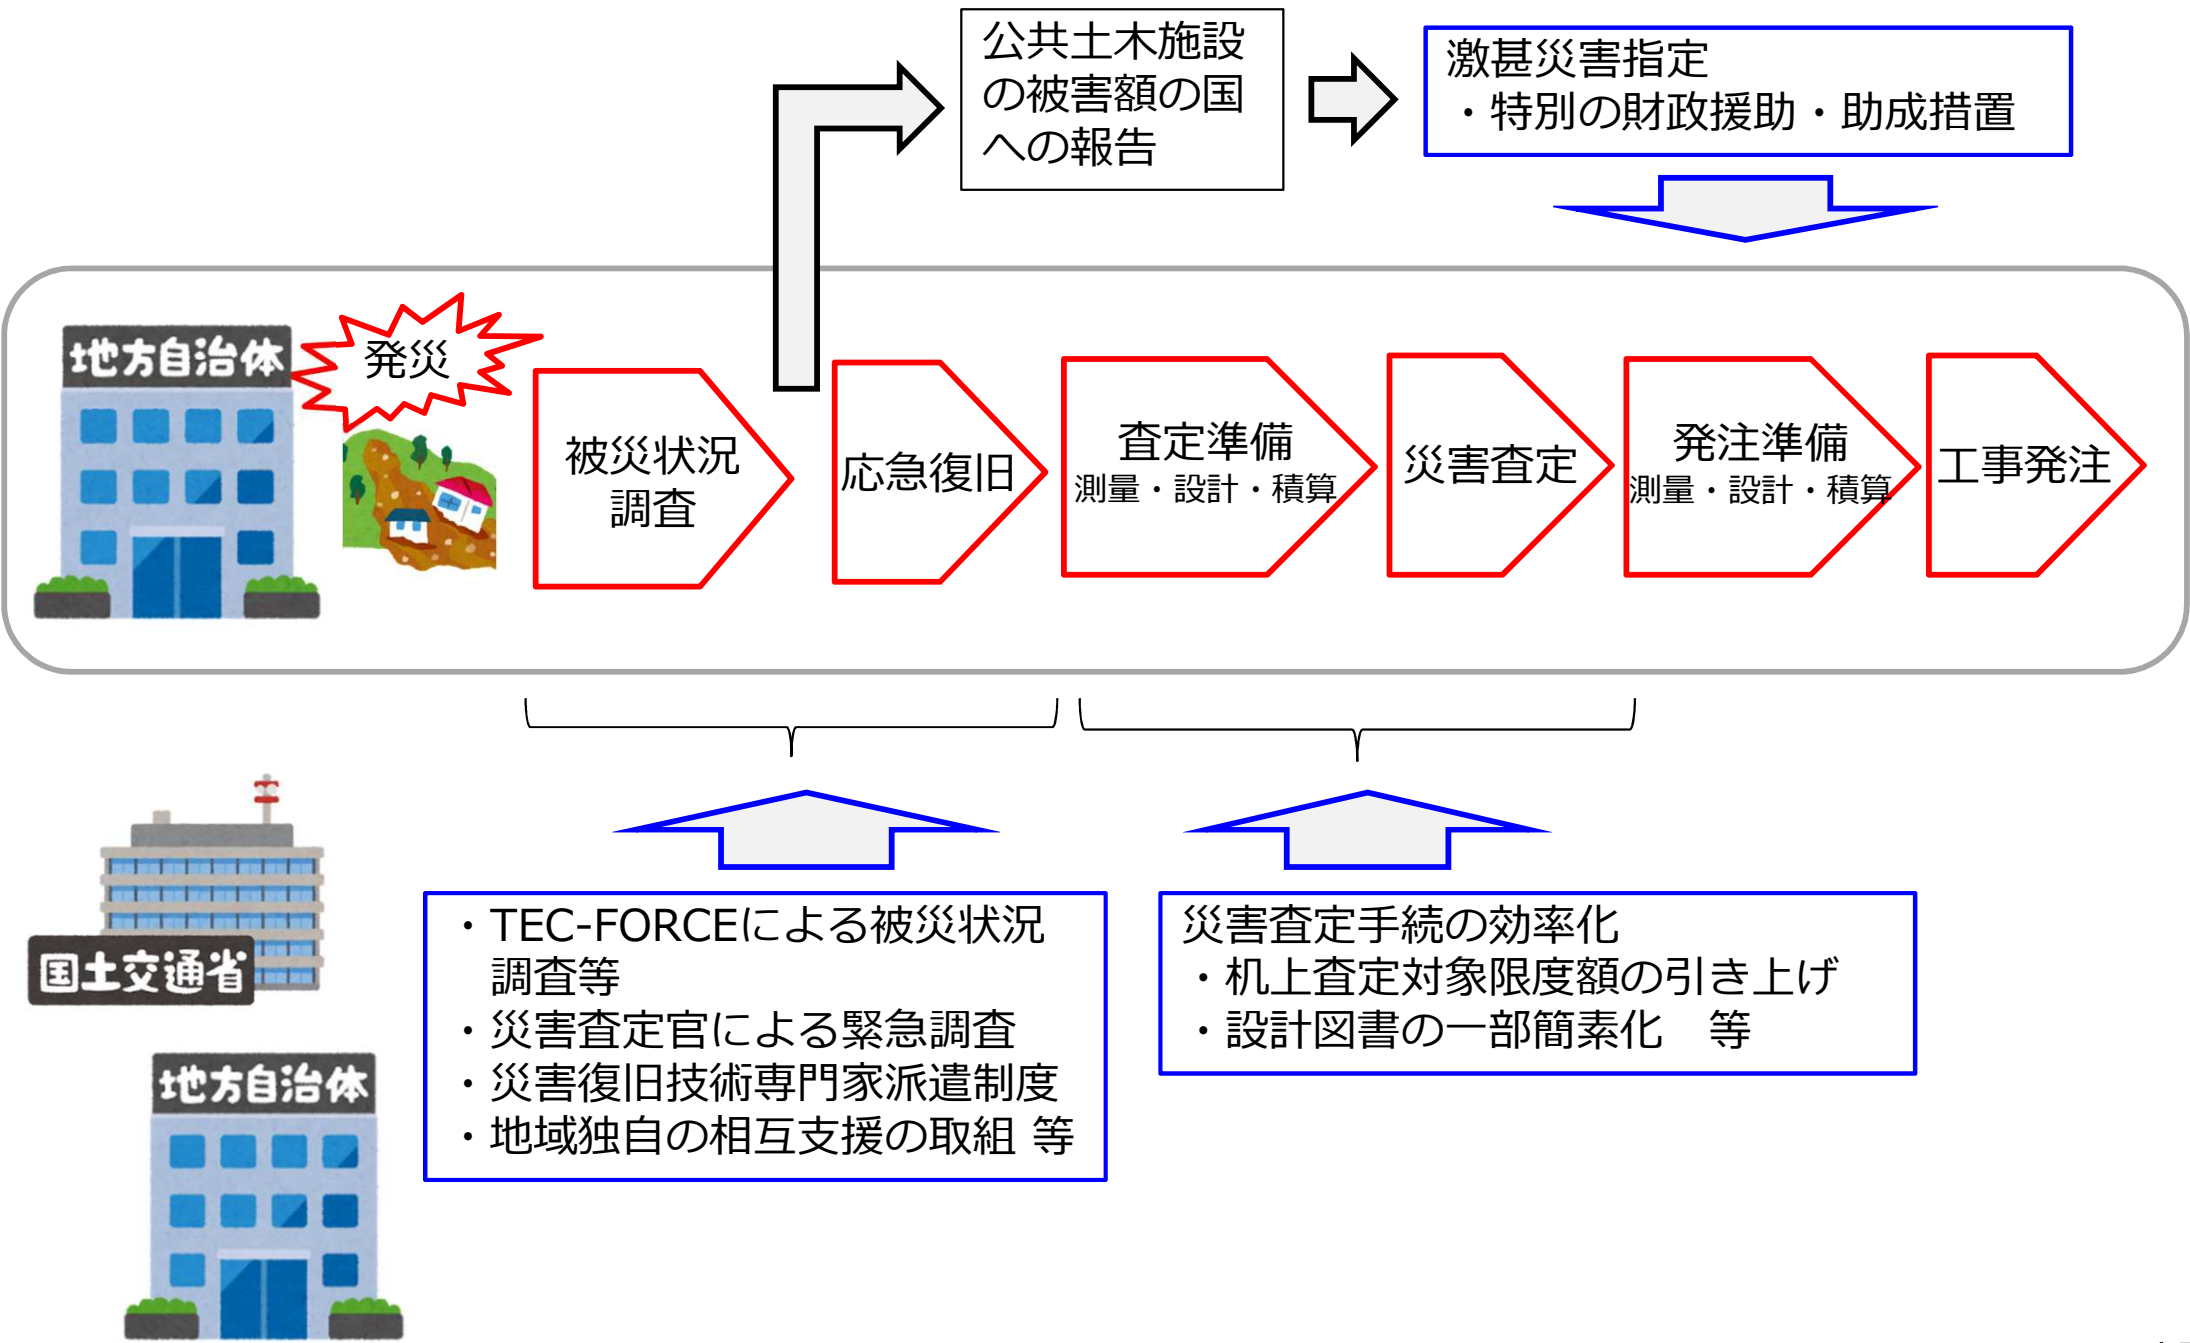 公共土木施設
の被害額の国
への報告
激甚災害指定
・特別の財政援助・助成措置
地方自治体
発災
被災状況
調査
応急復旧
査定準備
測量・設計・積算
災害査定
発注準備
測量・設計・積算
工事発注
国土交通省
地方自治体
・TEC-FORCEによる被災状況
調査等
・災害査定官による緊急調査
・災害復旧技術専門家派遣制度
・地域独自の相互支援の取組 等
災害査定手続の効率化
・机上査定対象限度額の引き上げ
・設計図書の一部簡素化　等